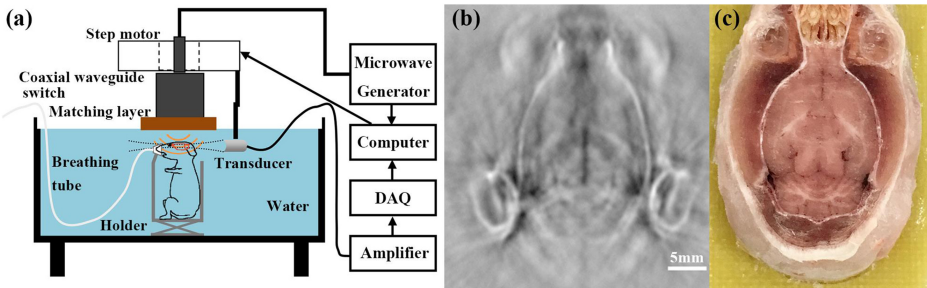 (a)
Step motor
Coaxial waveguide
switch
Matching layer
Breathing
tube
Transducer
Water
Holder
Microwave
Generator
Computer
DAQ
Amplifier
(b)
5mm
(c)